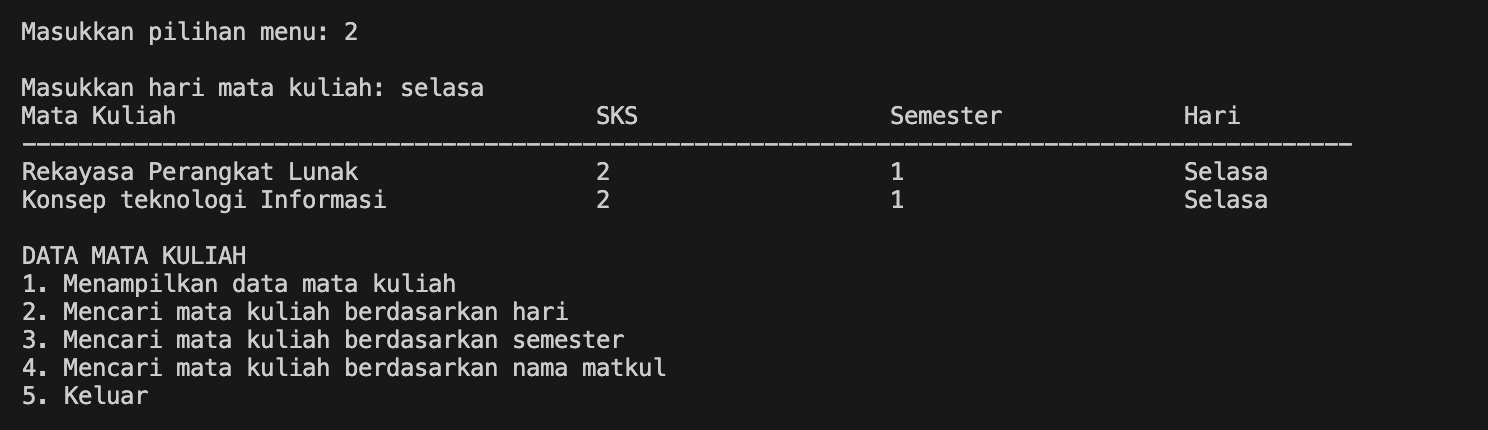 Masukkan pilihan menu: 2
Masukkan hari mata kuliah: selasa
Mata Kuliah SKS Semester Hari
-----------------------------------------------------------------------------------------------
Rekayasa Perangkat Lunak 2 1 Selasa
Konsep teknologi Informasi 2 1 Selasa
DATA MATA KULIAH
1. Menampilkan data mata kuliah
2. Mencari mata kuliah berdasarkan hari
3. Mencari mata kuliah berdasarkan semester
4. Mencari mata kuliah berdasarkan nama matkul
5. Keluar